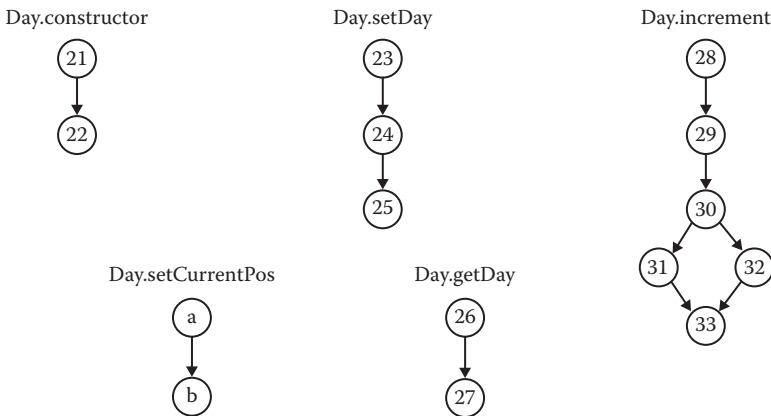 Day.constructor
21
22
Day.setDay
23
24
25
Day.increment
28
29
30
31
32
33
Day.setCurrentPos
a
b
Day.getDay
26
27